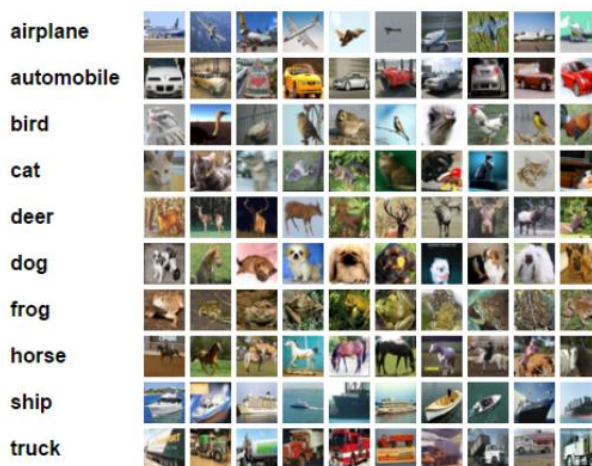 airplane
automobile
bird
cat
deer
dog
frog
horse
ship
truck